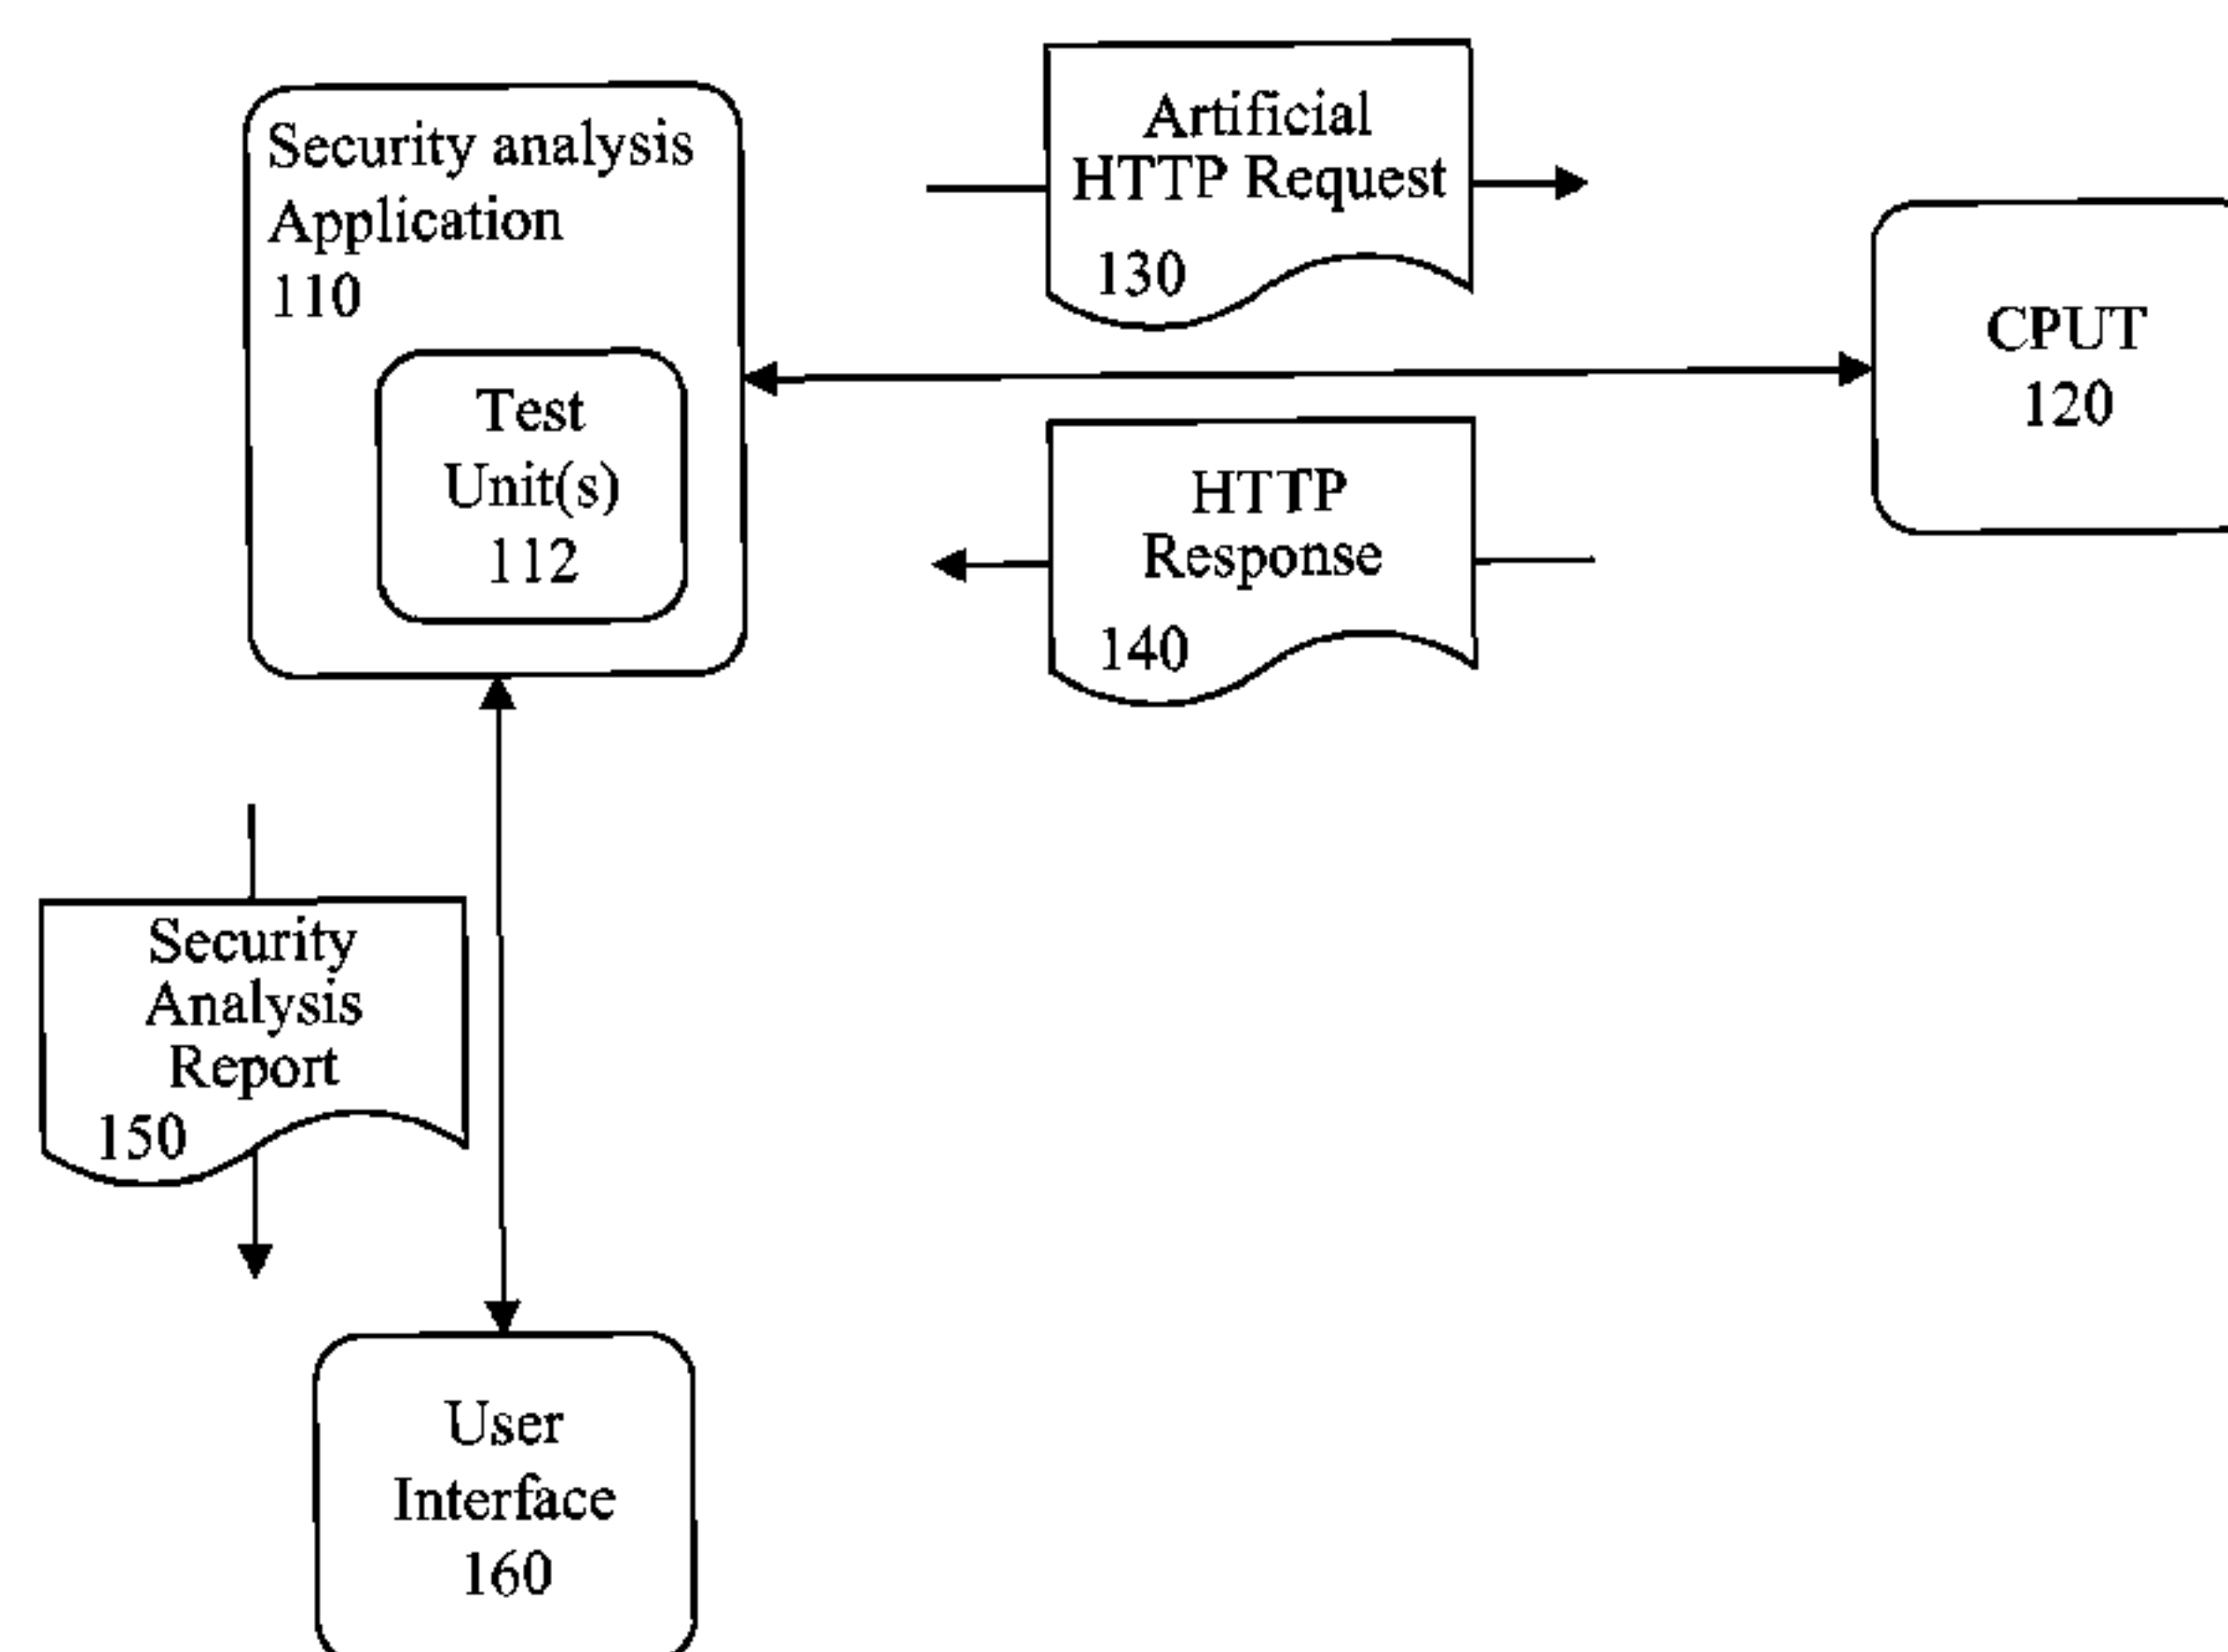 Security analysis
Application
110
Test
Unit(s)
112
Artificial
HTTP Request
130
CPUT
120
HTTP
Response
140
Security
Analysis
Report
150
User
Interface
160